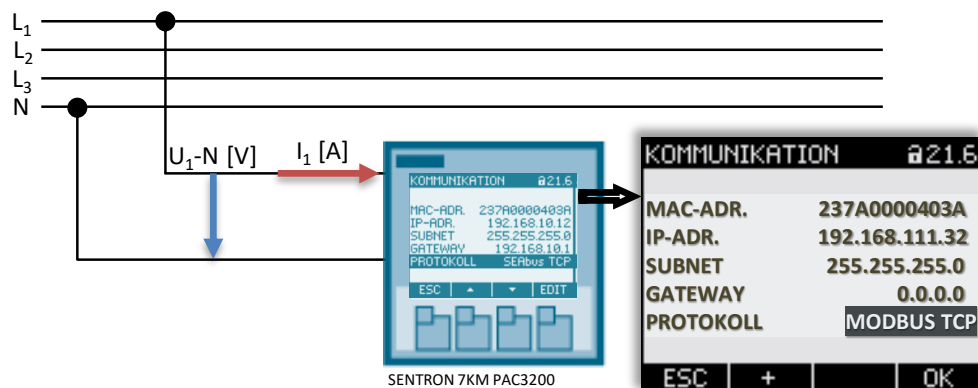 L1
L2
L3
N
U1-N [V]
I1 [A]
KOMMUNIKATION 21.6
MAC-ADR. 237A0000403A
IP-ADR. 192.168.10.12
SUBNET 255.255.255.0
GATEWAY 192.168.10.1
PROTOKOLL SEAbus TCP
ESC EDIT
SENTRON 7KM PAC3200
KOMMUNIKATION 21.6
MAC-ADR. 237A0000403A
IP-ADR. 192.168.111.32
SUBNET 255.255.255.0
GATEWAY 0.0.0.0
PROTOKOLL MODBUS TCP
ESC + OK